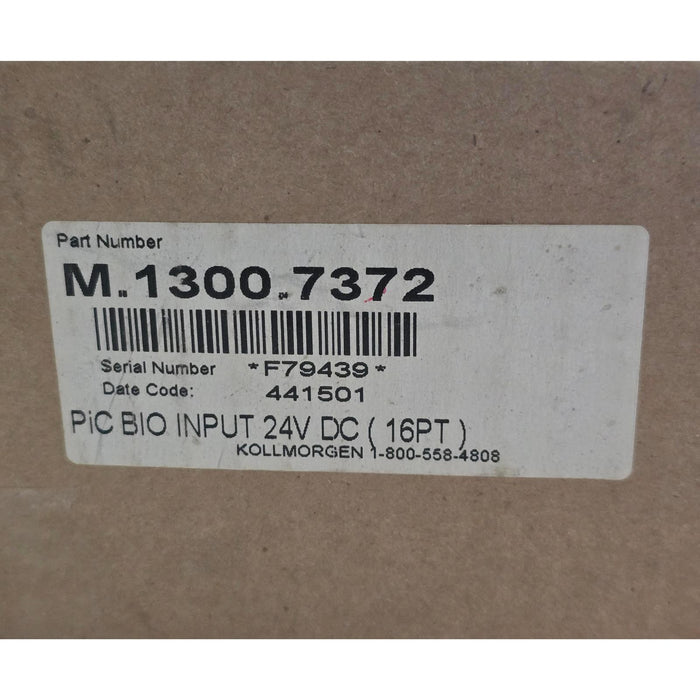 Part Number
M.1300.7372
Serial Number *F79439*
Date Code: 441501
PiC BIO INPUT 24V DC ( 16PT )
KOLLMORGEN 1-800-558-4808